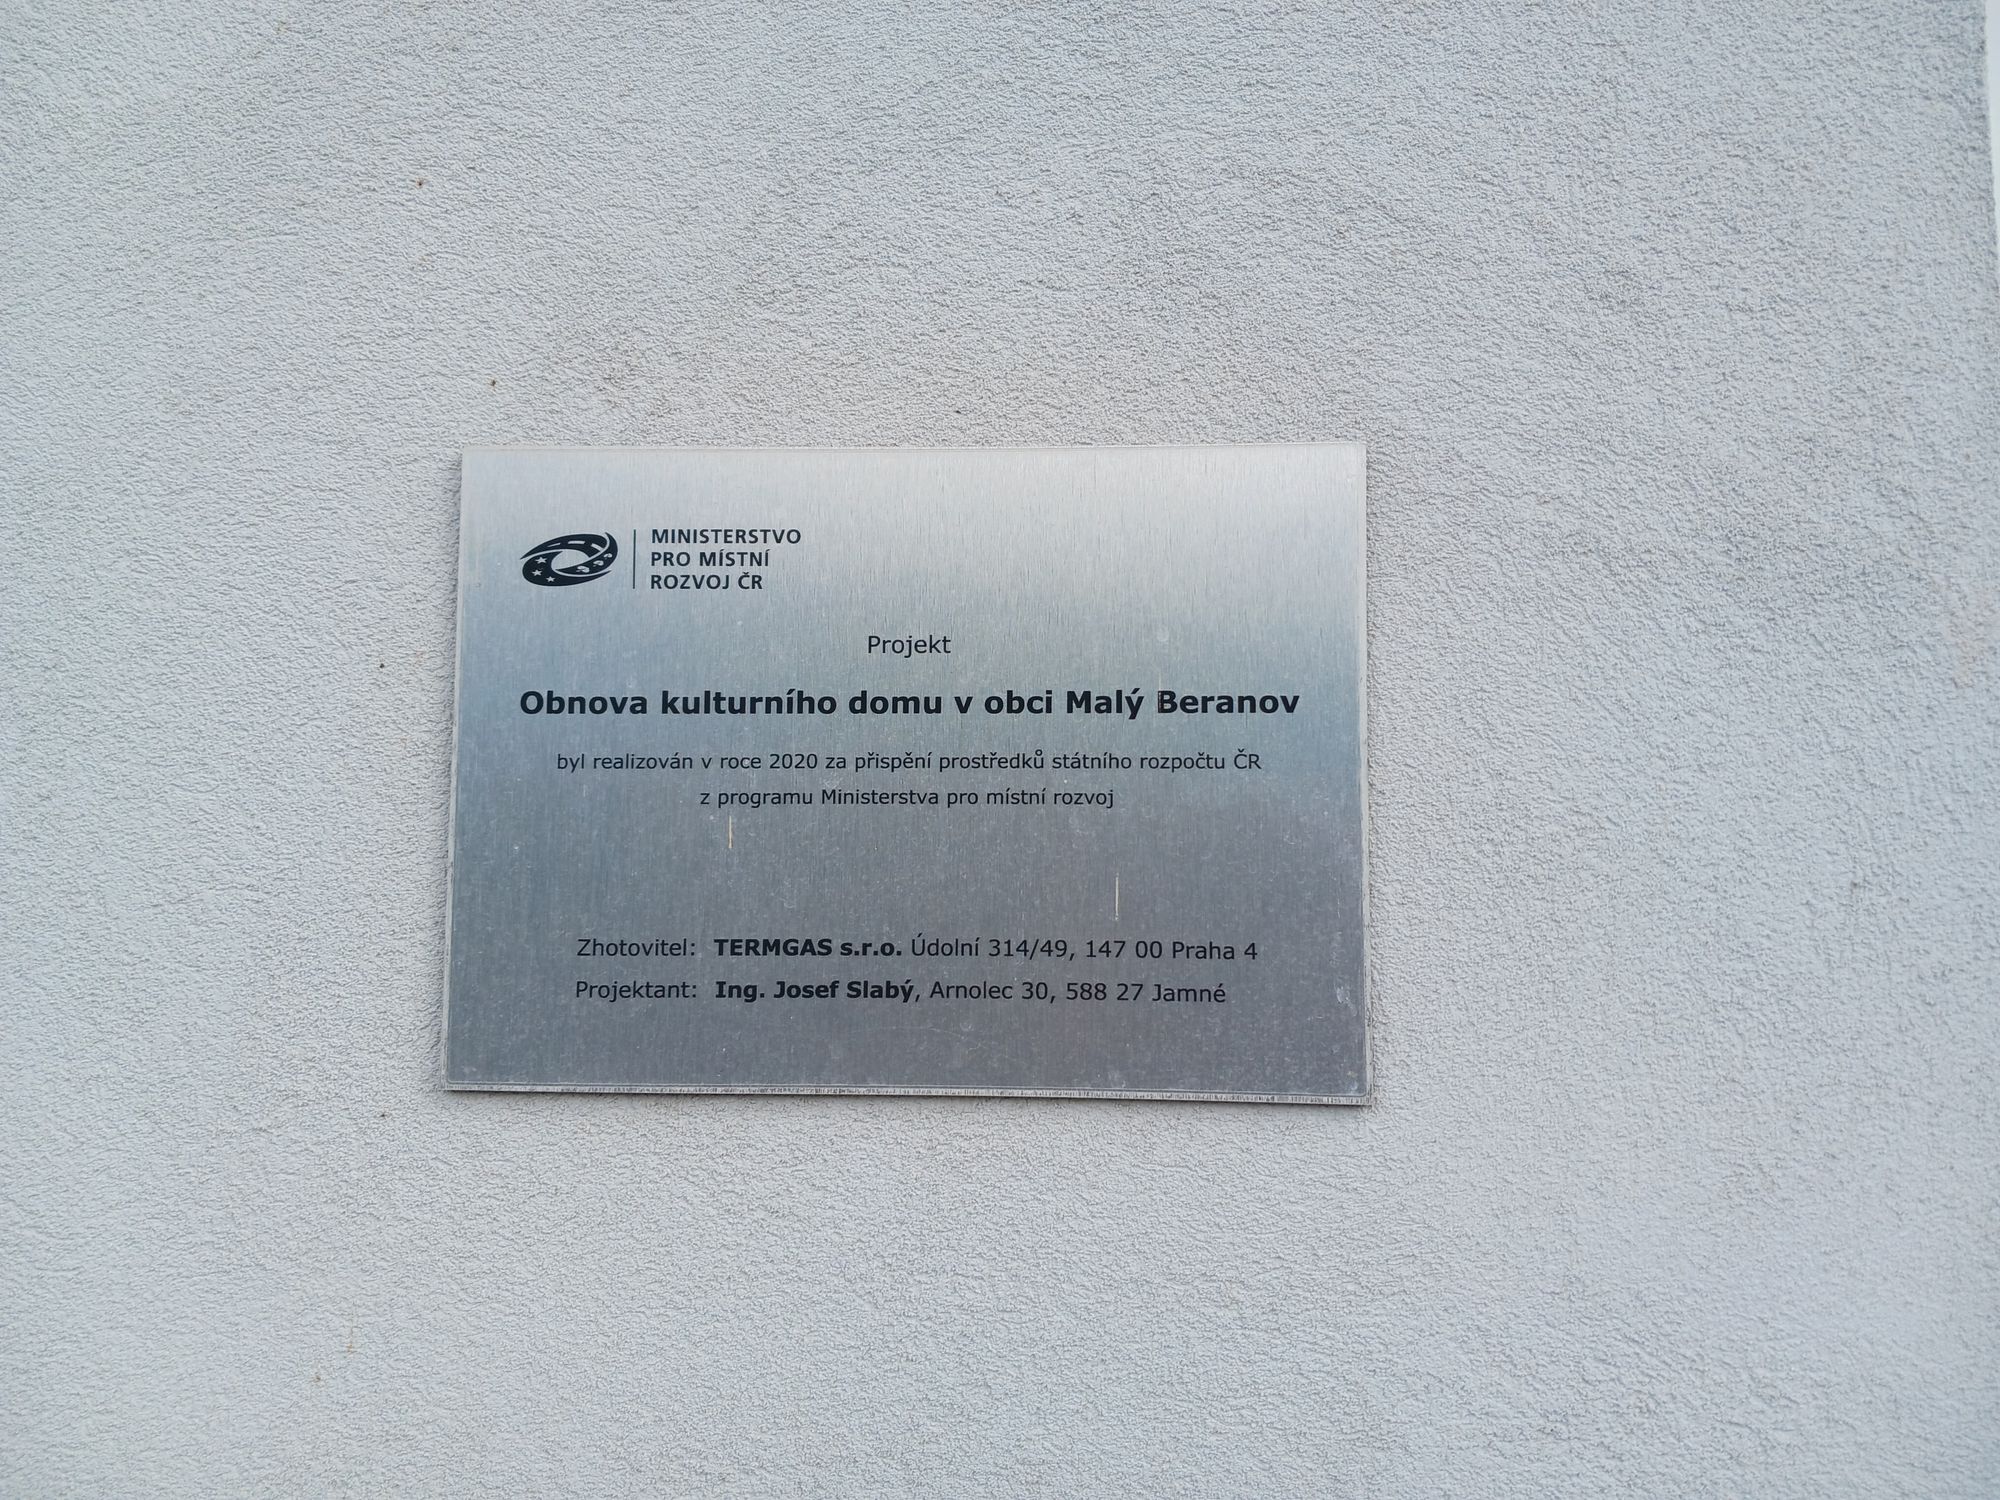 MINISTERSTVO
PRO MÍSTNÍ
ROZVOJ ČR
Projekt
Obnova kulturního domu v obci Malý Beranov
byl realizován v roce 2020 za přispění prostředků státního rozpočtu ČR
z programu Ministerstva pro místní rozvoj
Zhotovitel: TERMGAS s.r.o. Údolní 314/49, 147 00 Praha 4
Projektant: Ing. Josef Slabý, Arnolec 30, 588 27 Jamné